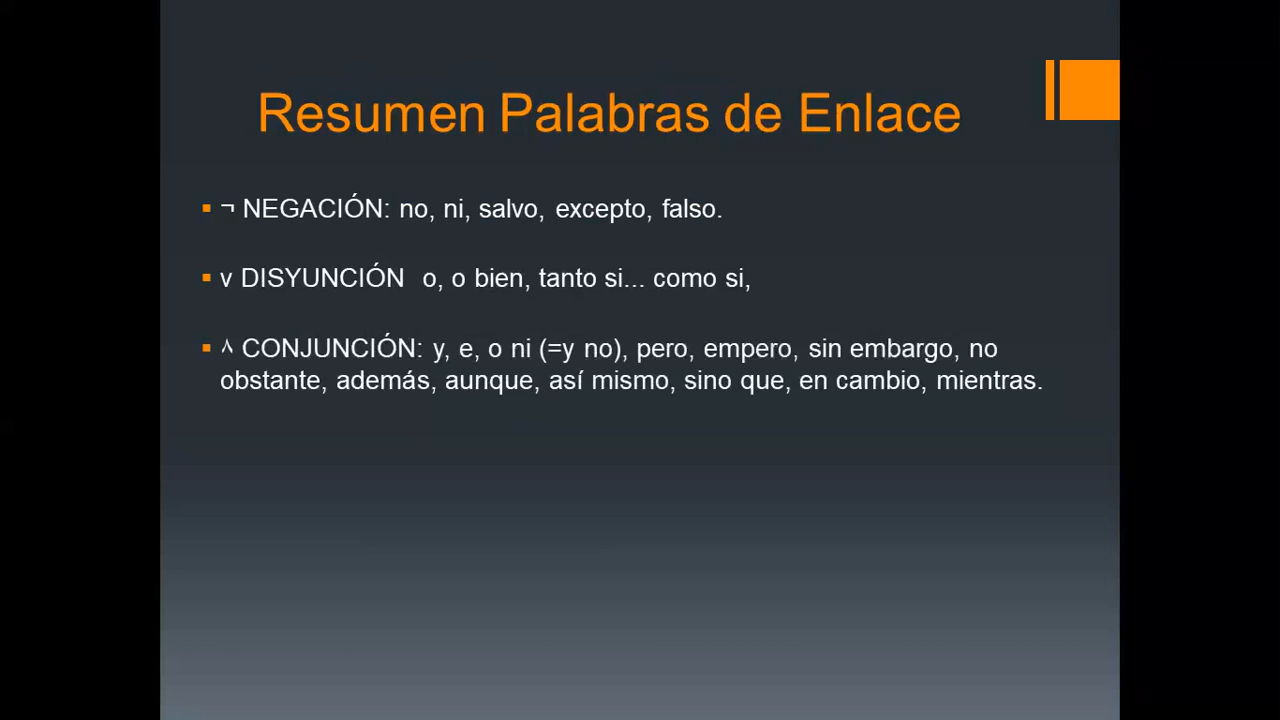 Resumen Palabras de Enlace
¬ NEGACIÓN: no, ni, salvo, excepto, falso.
v DISYUNCIÓN  o, o bien, tanto si... como si,
^ CONJUNCIÓN: y, e, o ni (=y no), pero, empero, sin embargo, no
obstante, además, aunque, así mismo, sino que, en cambio, mientras.